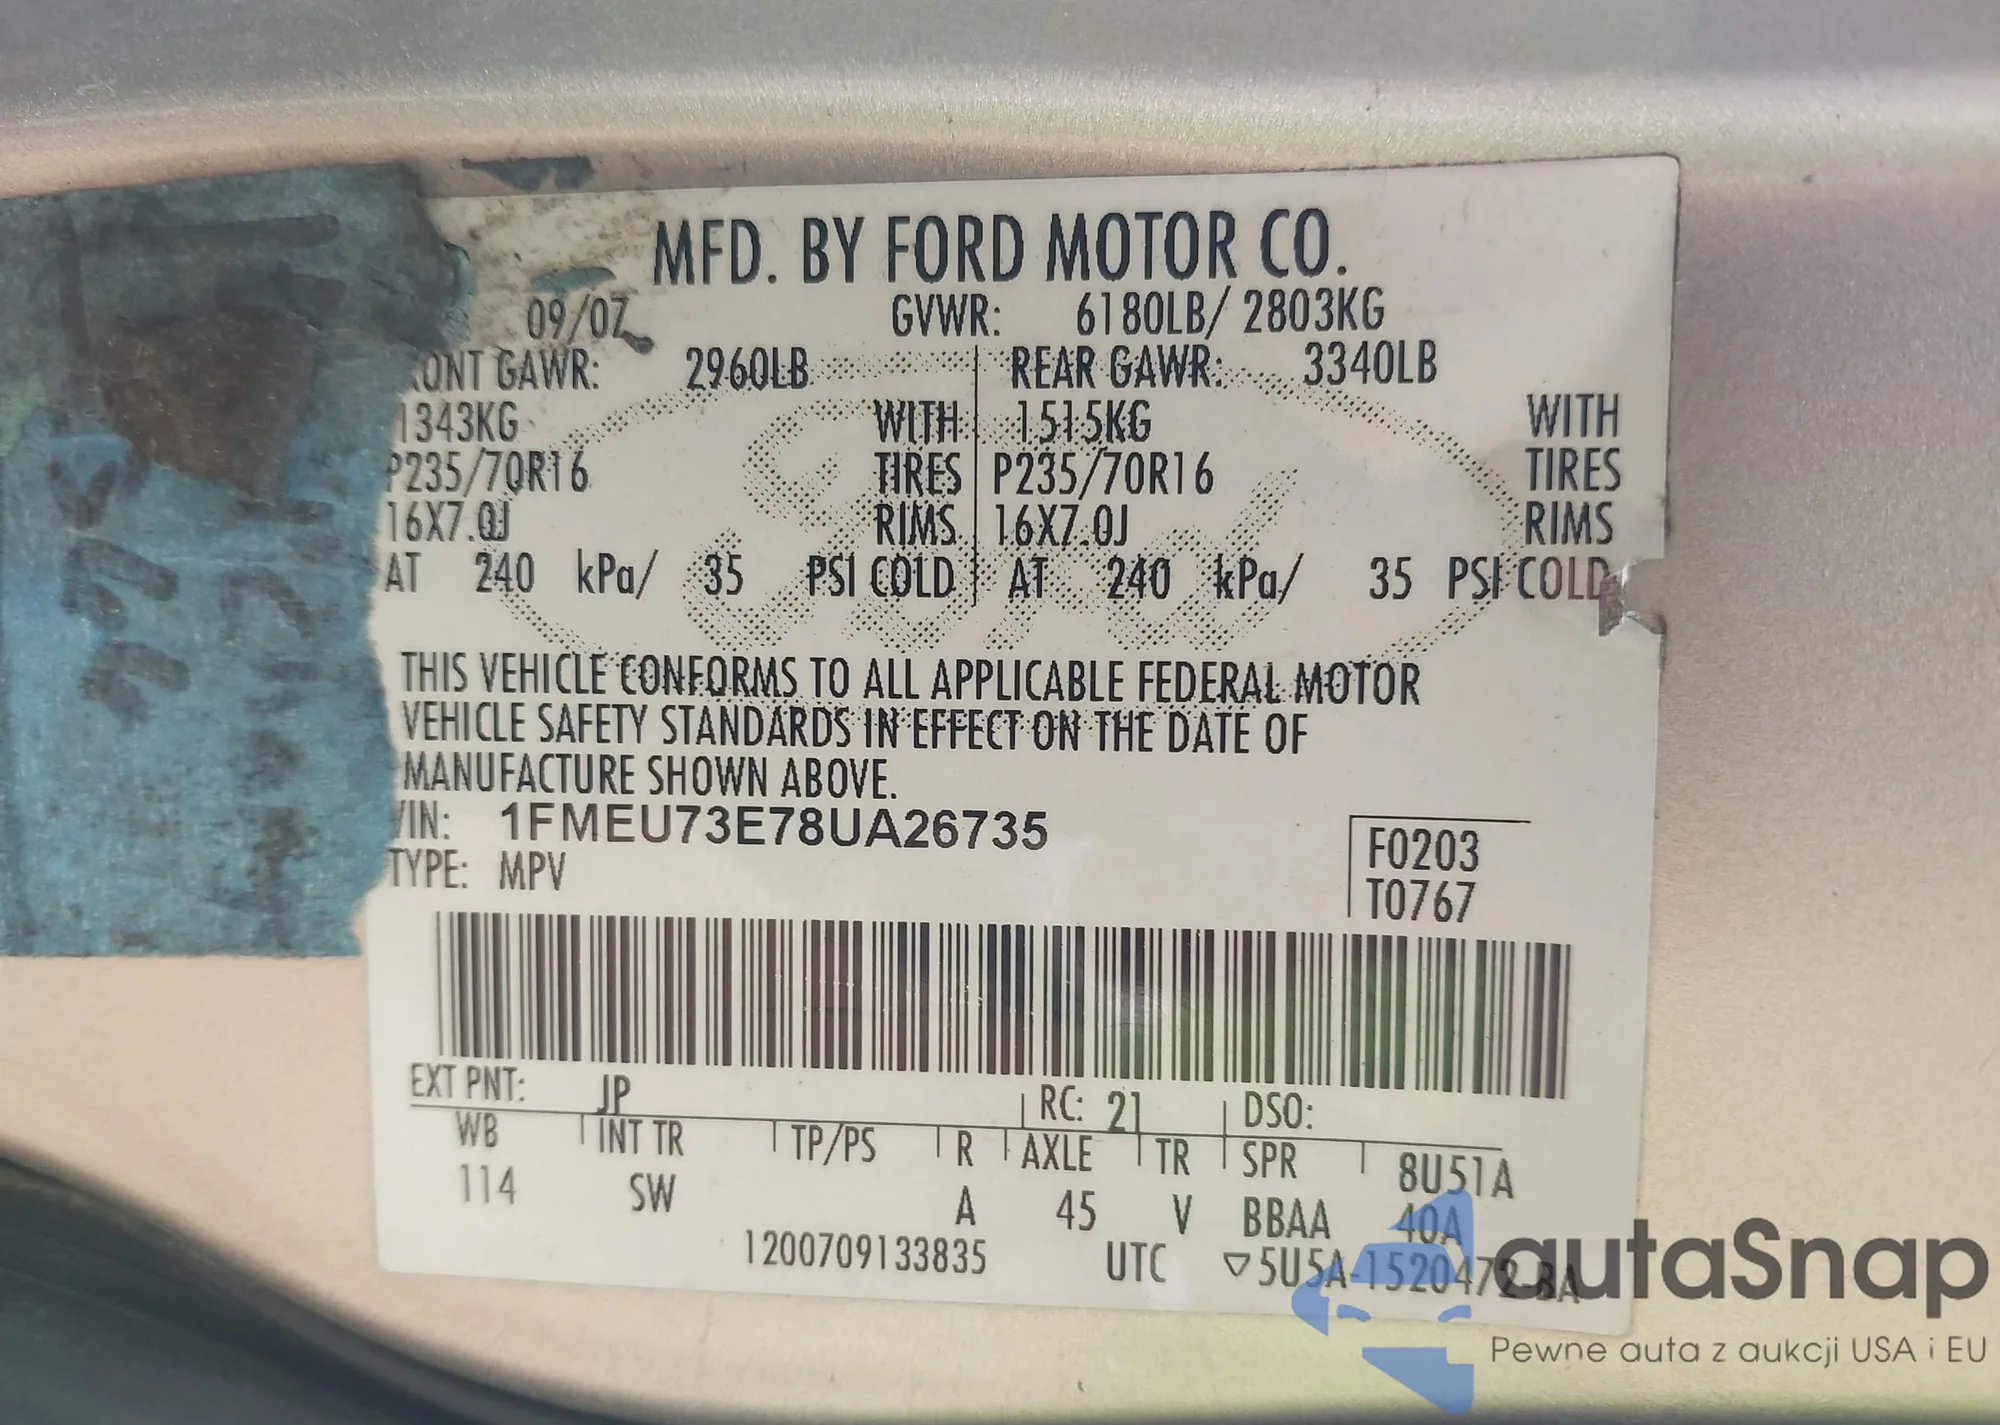 MFD. BY FORD MOTOR CO.
09/07 GVWR: 6180LB/ 2803KG
RONT GAWR: 2960LB REAR GAWR: 3340LB
1343KG WITH 1515KG WITH
P235/70R16 TIRES P235/70R16 TIRES
16X7.0J RIMS 16X7.0J RIMS
AT 240 kPa/ 35 PSI COLD AT 240 kPa/ 35 PSI COLD
THIS VEHICLE CONFORMS TO ALL APPLICABLE FEDERAL MOTOR
VEHICLE SAFETY STANDARDS IN EFFECT ON THE DATE OF
MANUFACTURE SHOWN ABOVE.
VIN: 1FMEU73E78UA26735
TYPE: MPV
F0203
T0767
EXT PNT: JP RC: 21 DSO:
WB INT TR TP/PS R AXLE TR SPR 8U51A
114 SW A 45 V BBAA 40A
1200709133835 UTC ▽5U5A-1520472-BA
autaSnap
Pewne auta z aukcji USA i EU